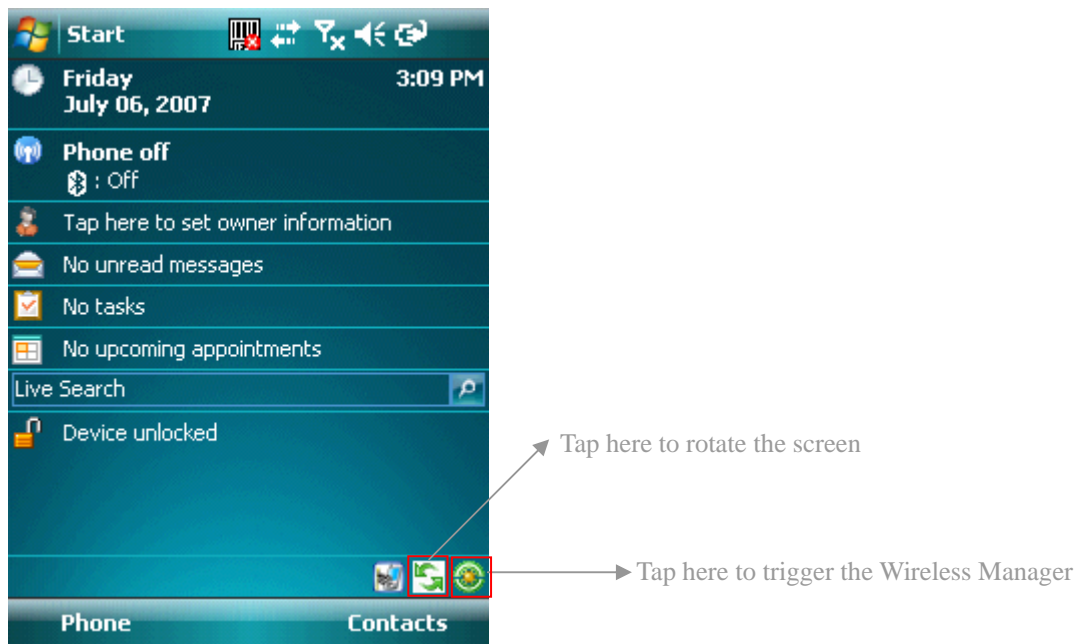 Start
Friday 3:09 PM
July 06, 2007
Phone off
: Off
Tap here to set owner information
No unread messages
No tasks
No upcoming appointments
Live Search
Device unlocked
Tap here to rotate the screen
Tap here to trigger the Wireless Manager
Phone Contacts